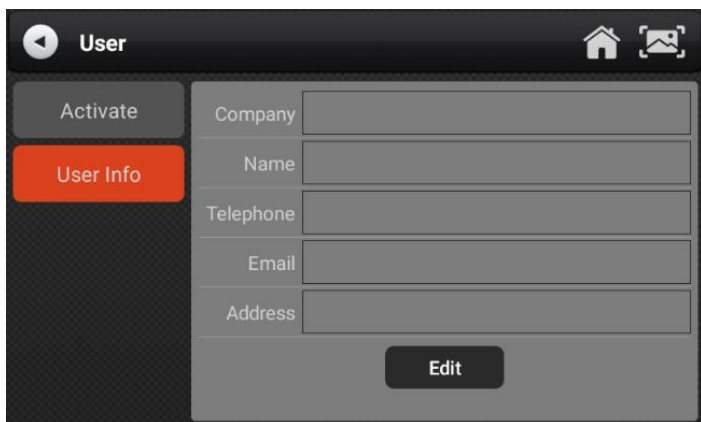 User
Activate
User Info
Company
Name
Telephone
Email
Address
Edit